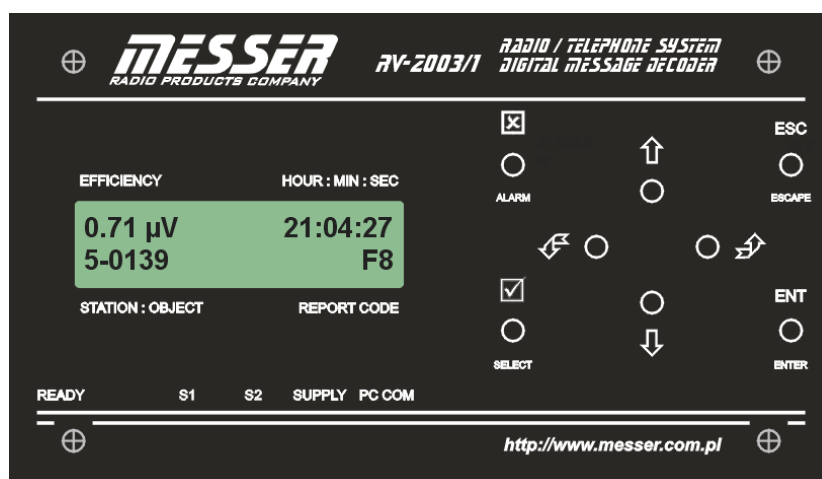 MESSER
RADIO PRODUCTS COMPANY
RV-2003/1
RADIO / TELEPHONE SYSTEM
DIGITAL MESSAGE DECODER
ESC
ALARM
ESCAPE
EFFICIENCY
HOUR : MIN : SEC
0.71 µV 21:04:27
5-0139 F8
STATION : OBJECT
REPORT CODE
ENT
SELECT
ENTER
READY S1 S2 SUPPLY PC COM
http://www.messer.com.pl